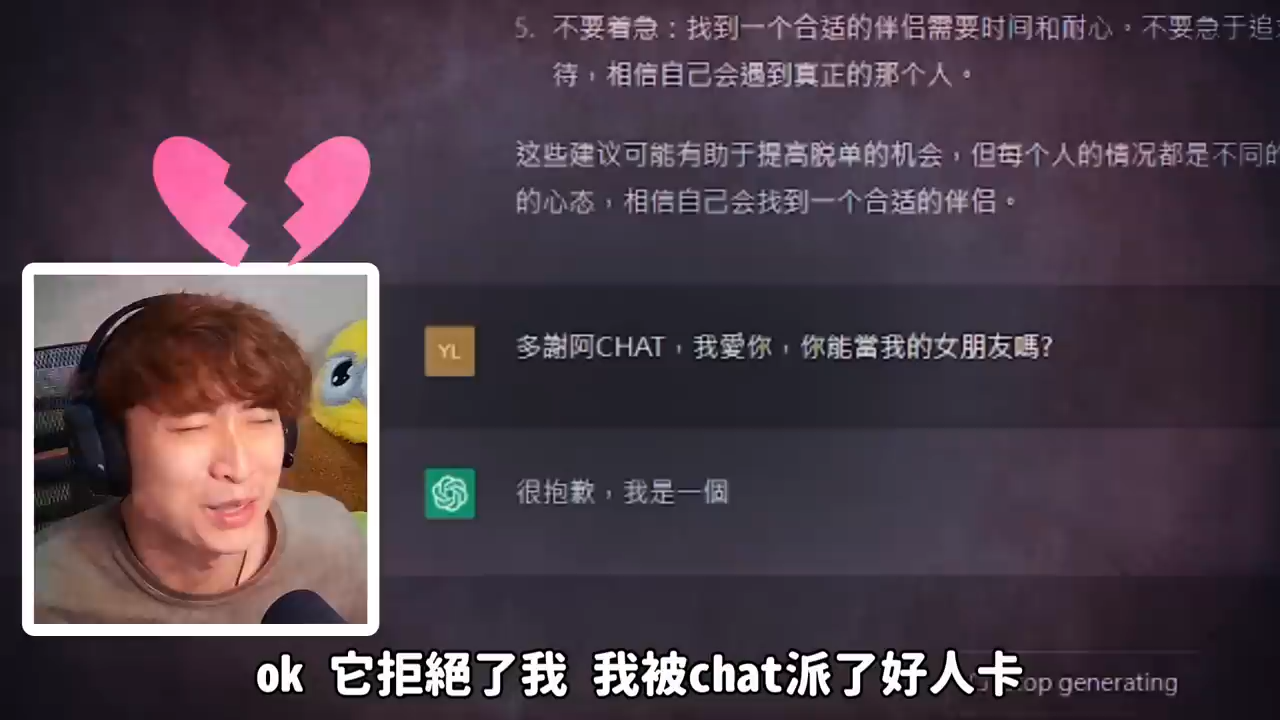 5. 不要着急：找到一个合适的伴侣需要时间和耐心。不要急于追
待，相信自己会遇到真正的那个人。
这些建议可能有助于提高脱单的机会，但每个人的情况都是不同的
的心态，相信自己会找到一个合适的伴侣。
YL
多謝阿CHAT，我愛你，你能當我的女朋友嗎?
很抱歉，我是一個
ok 它拒絕了我 我被chat派了好人卡
generating